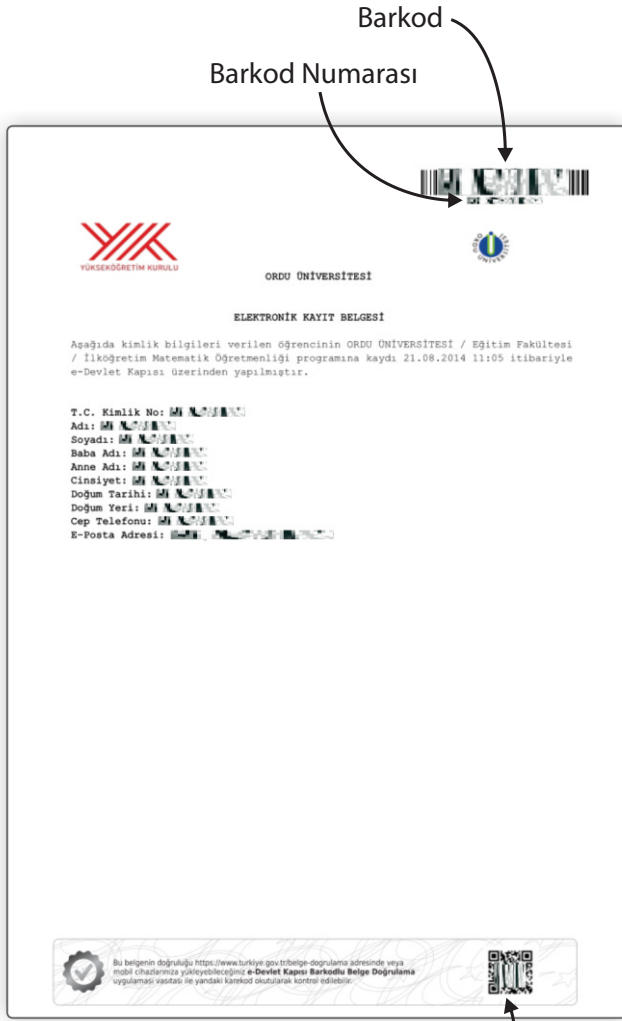 Barkod
Barkod Numarası
YÜKSEKÖĞRETİM KURULU
ORDU ÜNİVERSİTESİ
ORDU ÜNİVERSİTESİ
ELEKTRONİK KAYIT BELGESİ
Aşağıda kimlik bilgileri verilen öğrencinin ORDU ÜNİVERSİTESİ / Eğitim Fakültesi
/ İlköğretim Matematik Öğretmenliği programına kaydı 21.08.2014 11:05 itibariyle
e-Devlet Kapısı üzerinden yapılmıştır.
T.C. Kimlik No:
Adı:
Soyadı:
Baba Adı:
Anne Adı:
Cinsiyet:
Doğum Tarihi:
Doğum Yeri:
Cep Telefonu:
E-Posta Adresi:
Bu belgenin doğruluğu https://www.turkiye.gov.tr/belge-dogrulama adresinde veya
mobil cihazlarınıza yükleyebileceğiniz e-Devlet Kapısı Barkodlu Belge Doğrulama
uygulaması vasıtası ile yandaki karekod okutularak kontrol edilebilir.